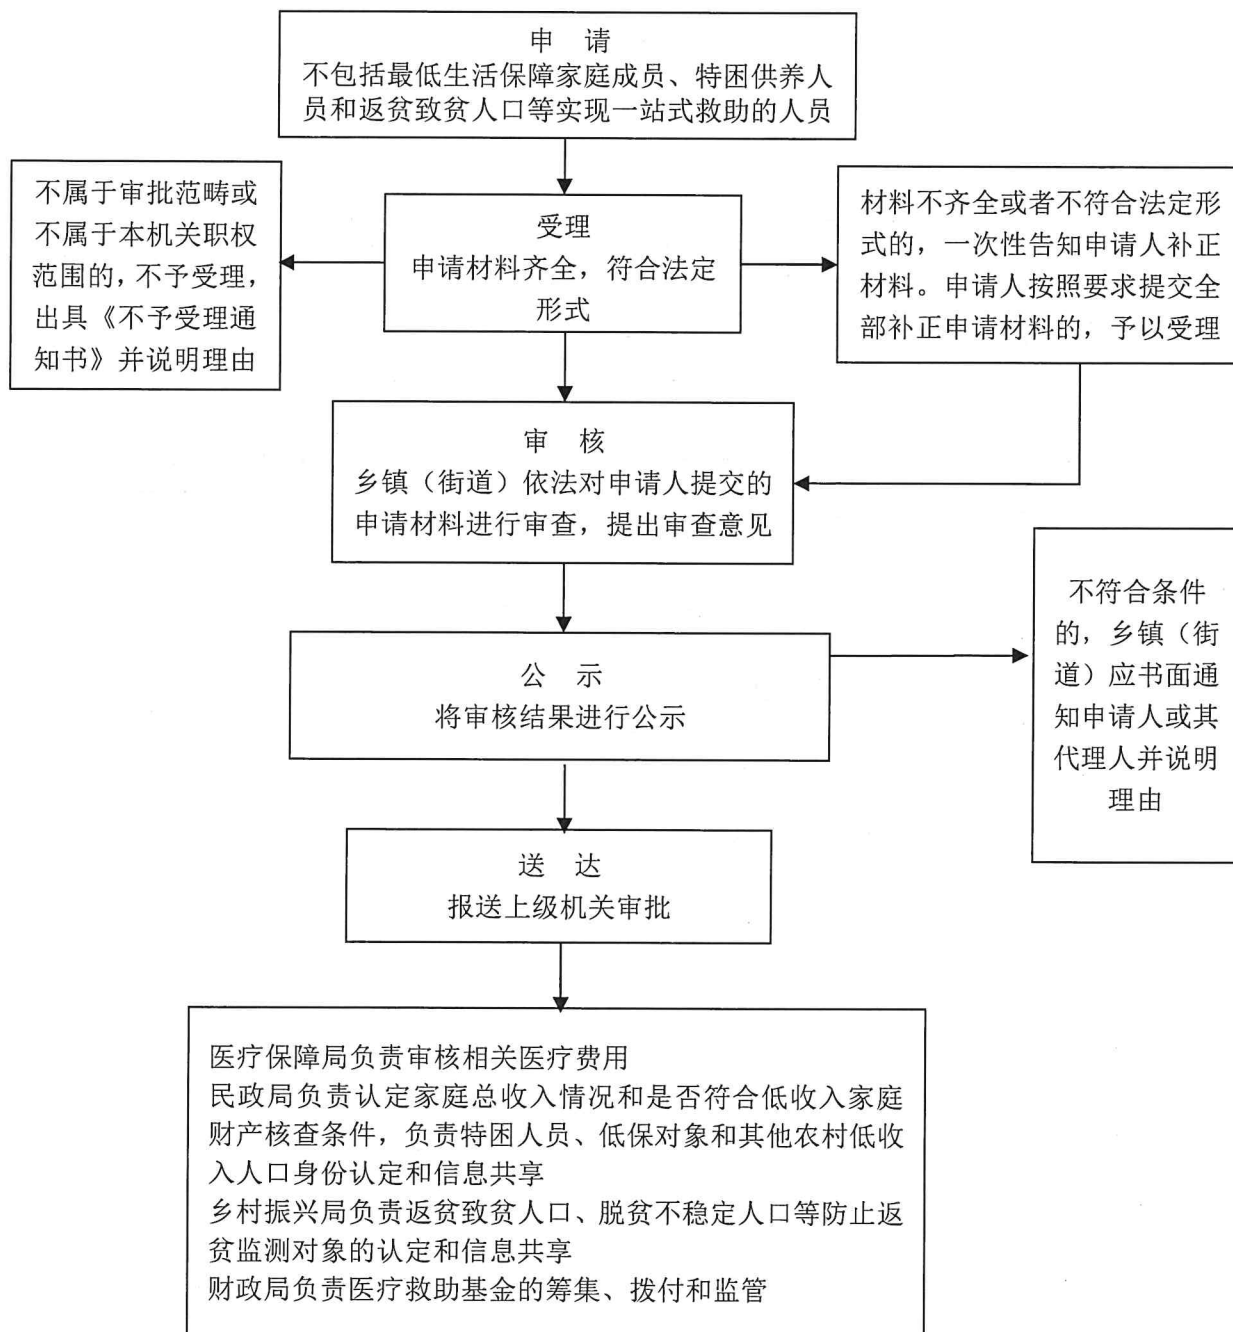 申 请
不包括最低生活保障家庭成员、特困供养人
员和返贫致贫人口等实现一站式救助的人员
不属于审批范畴或
不属于本机关职权
范围的，不予受理，
出具《不予受理通
知书》并说明理由
受理
申请材料齐全，符合法定
形式
材料不齐全或者不符合法定形
式的，一次性告知申请人补正
材料。申请人按照要求提交全
部补正申请材料的，予以受理
审 核
乡镇（街道）依法对申请人提交的
申请材料进行审查，提出审查意见
公 示
将审核结果进行公示
不符合条件
的，乡镇（街
道）应书面通
知申请人或其
代理人并说明
理由
送 达
报送上级机关审批
医疗保障局负责审核相关医疗费用
民政局负责认定家庭总收入情况和是否符合低收入家庭
财产核查条件，负责特困人员、低保对象和其他农村低收
入人口身份认定和信息共享
乡村振兴局负责返贫致贫人口、脱贫不稳定人口等防止返
贫监测对象的认定和信息共享
财政局负责医疗救助基金的筹集、拨付和监管